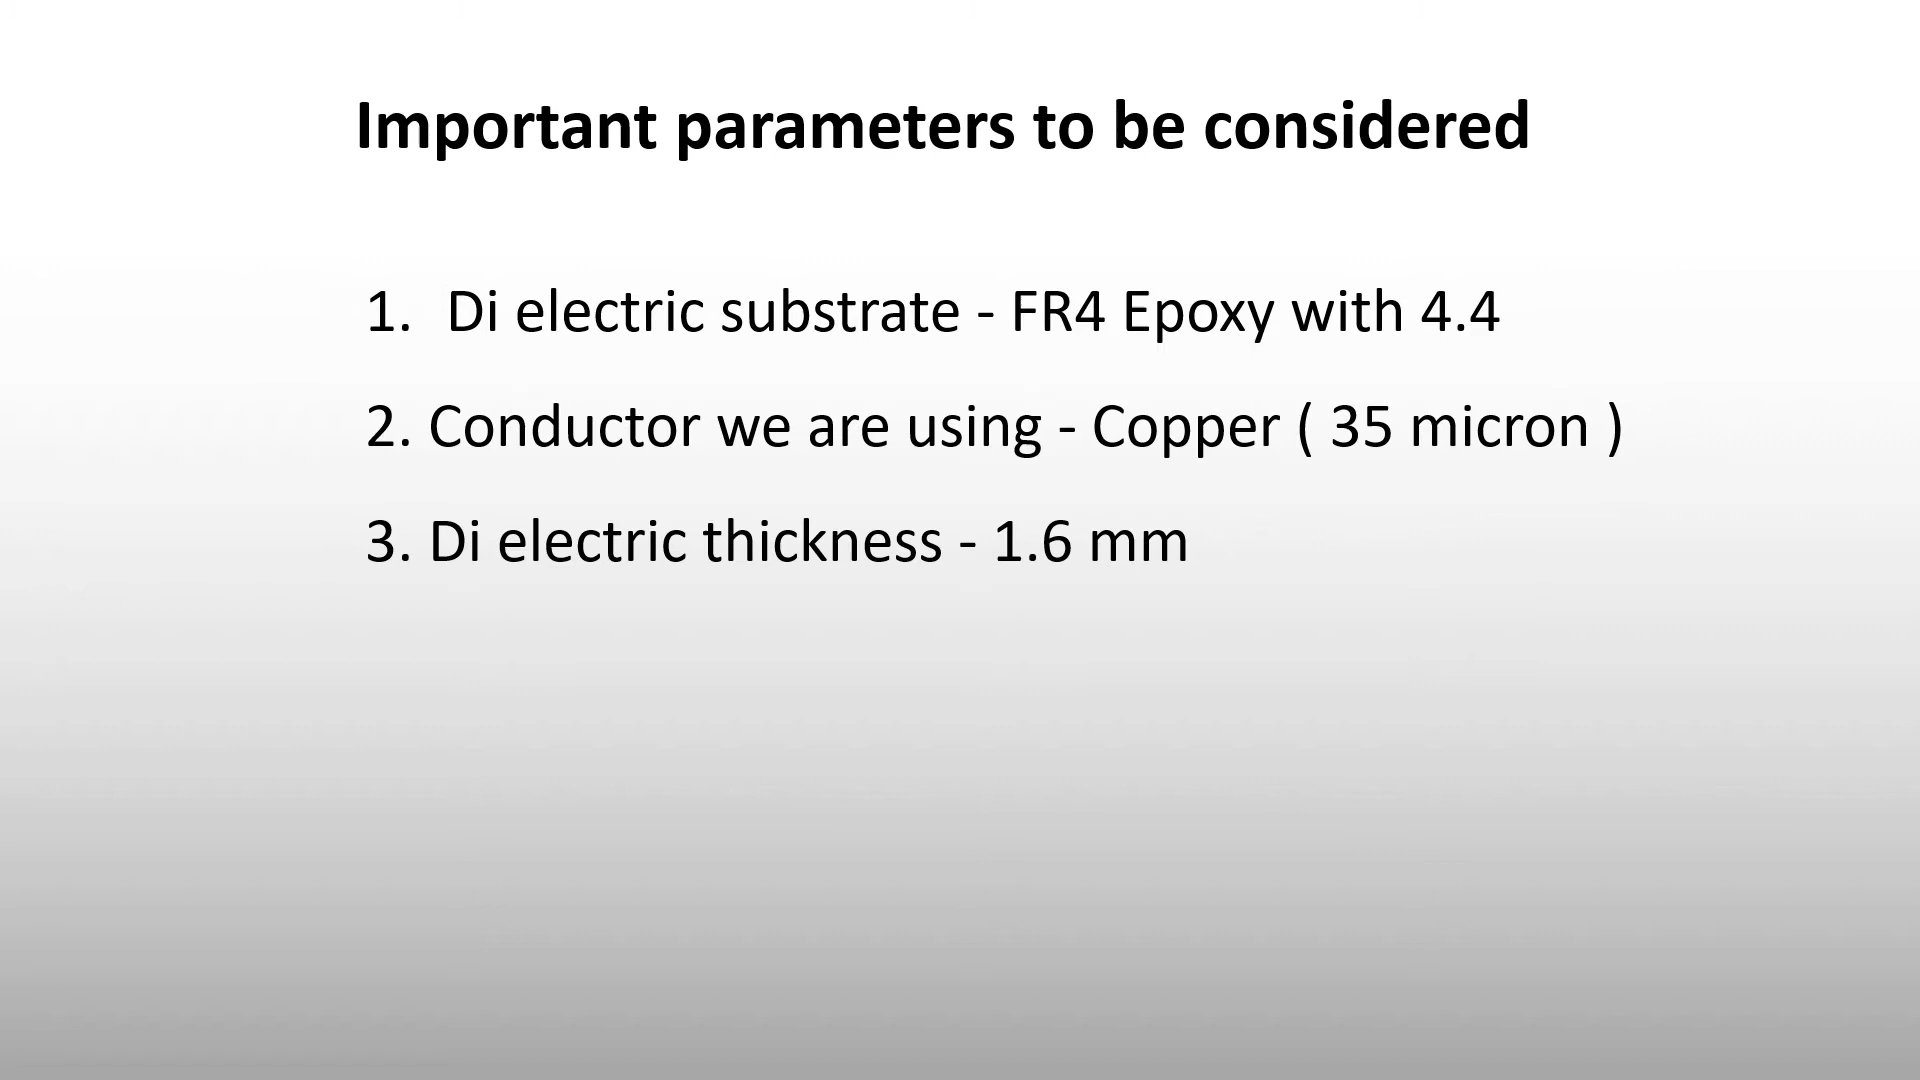 Important parameters to be considered
1. Di electric substrate - FR4 Epoxy with 4.4
2. Conductor we are using - Copper ( 35 micron )
3. Di electric thickness - 1.6 mm